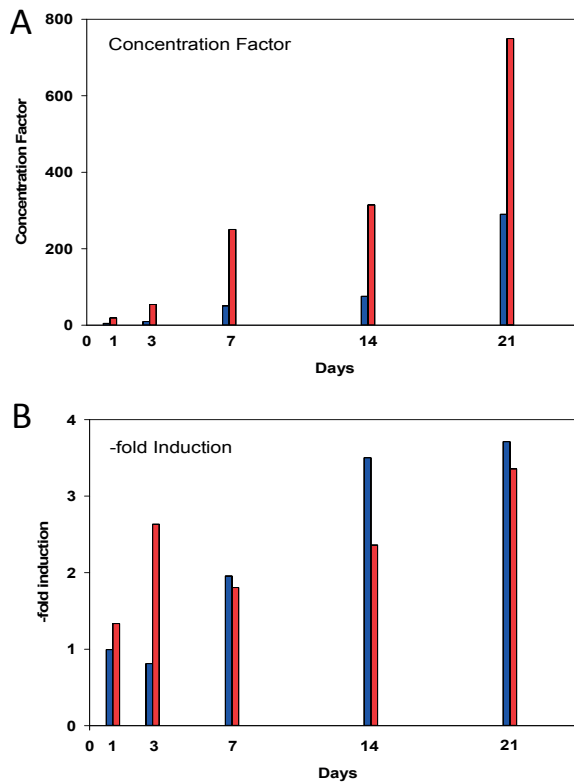 A
Concentration Factor
800
600
400
200
0
Concentration Factor
0 1 3 7 14 21
Days
B
-fold Induction
4
3
2
1
0
-fold induction
0 1 3 7 14 21
Days